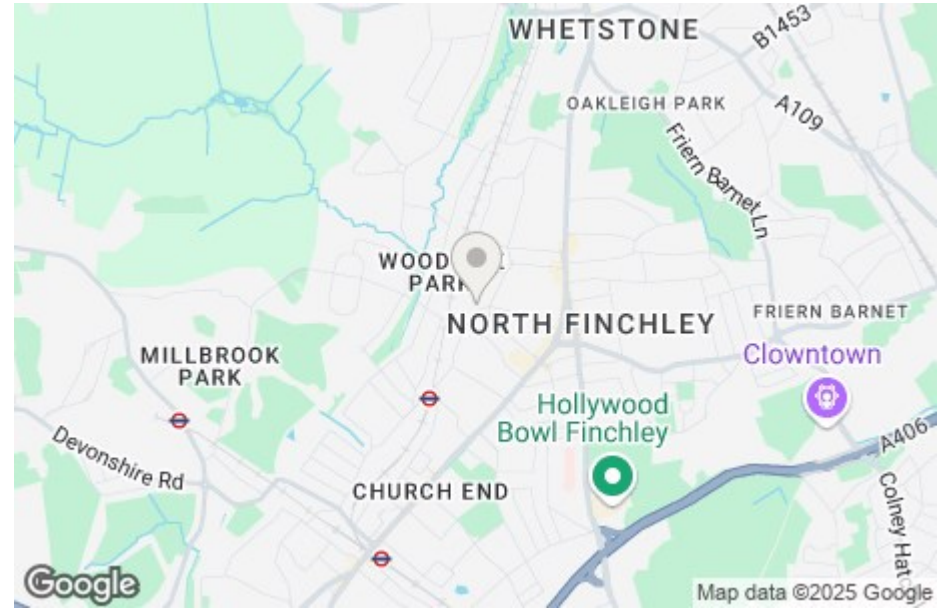 WHETSTONE
B1453
OAKLEIGH PARK
A109
Friern Barnet Ln
PARK
NORTH FINCHLEY
FRIERN BARNET
MILLBROOK
PARK
Clowntown
Hollywood
Bowl Finchley
A406
Devonshire Rd
CHURCH END
Colney Hat
Google
Map data ©2025 Google